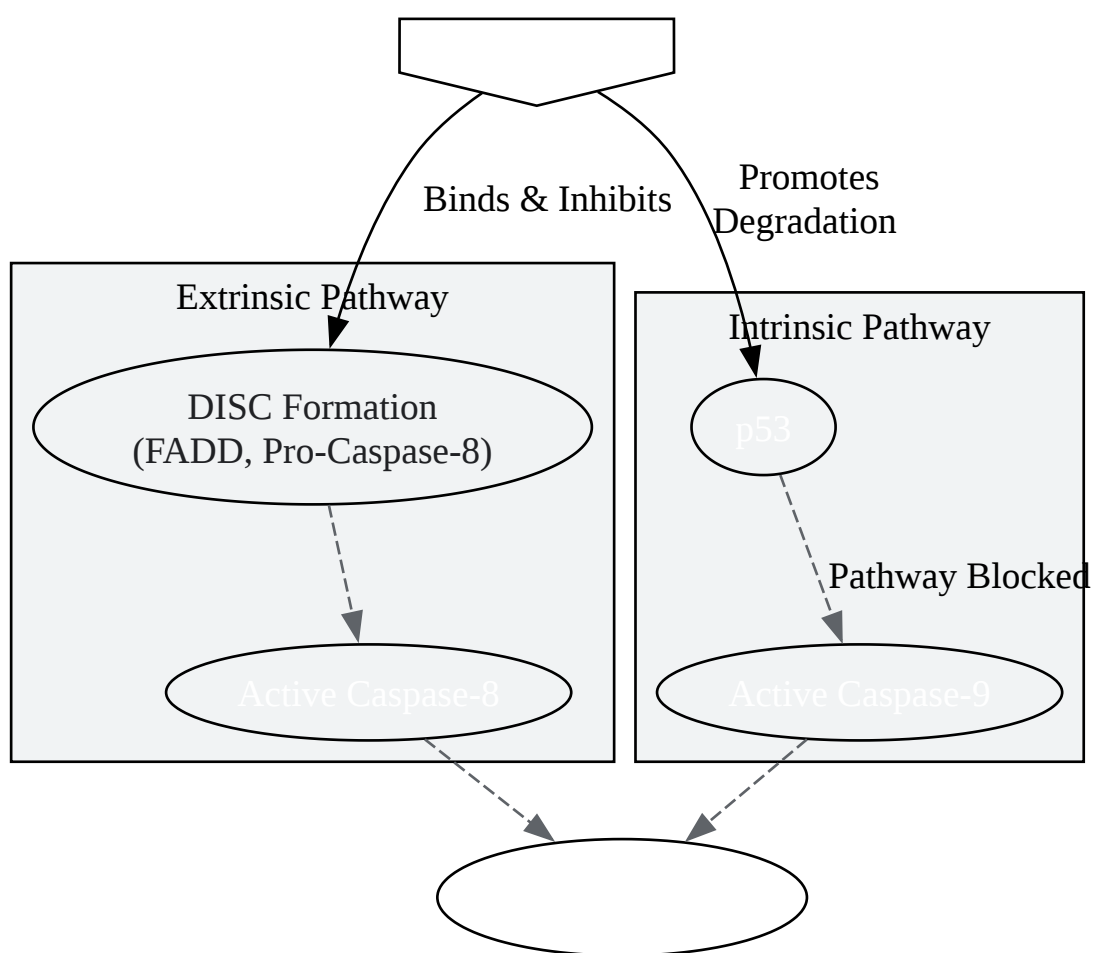 Binds & Inhibits
Promotes
Degradation
Extrinsic Pathway
Intrinsic Pathway
DISC Formation
(FADD, Pro-Caspase-8)
p53
Pathway Blocked
Active Caspase-8
Active Caspase-9